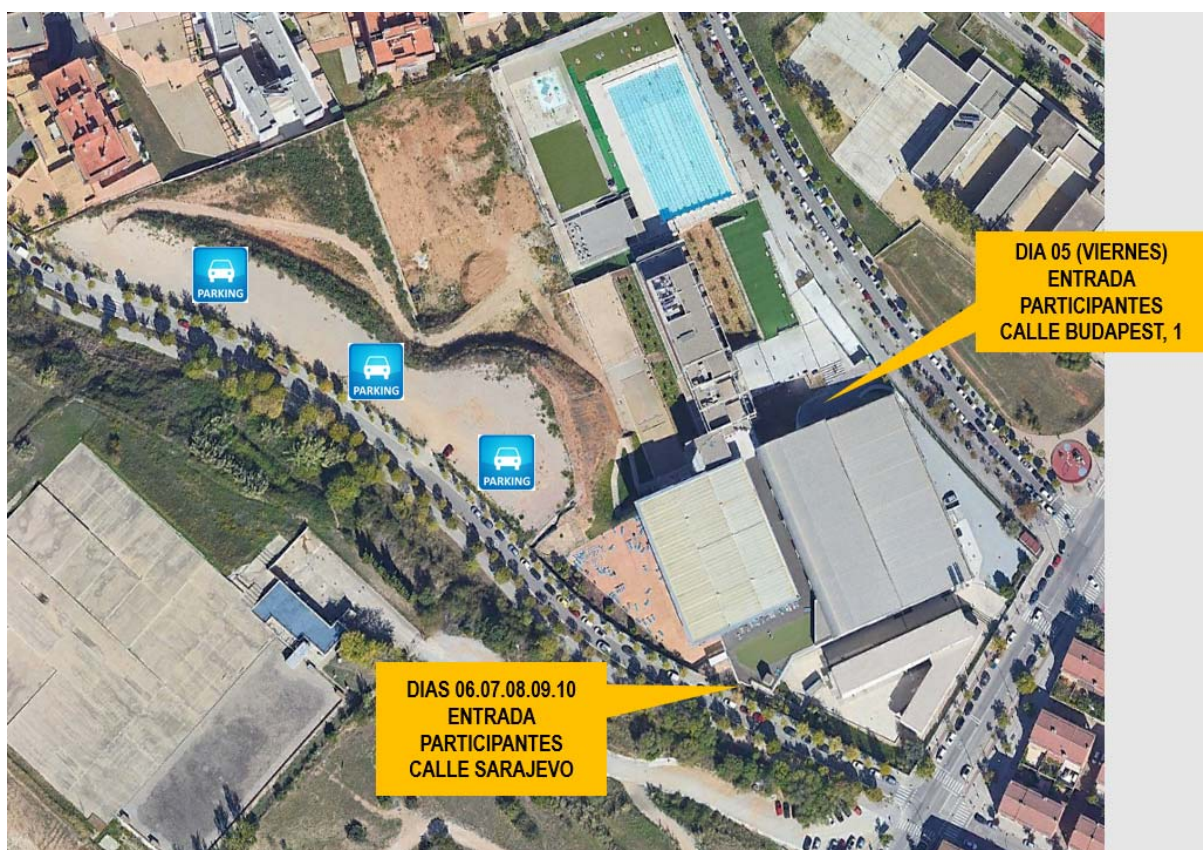 PARKING
PARKING
PARKING
DIA 05 (VIERNES)
ENTRADA
PARTICIPANTES
CALLE BUDAPEST, 1
DIAS 06.07.08.09.10
ENTRADA
PARTICIPANTES
CALLE SARAJEVO